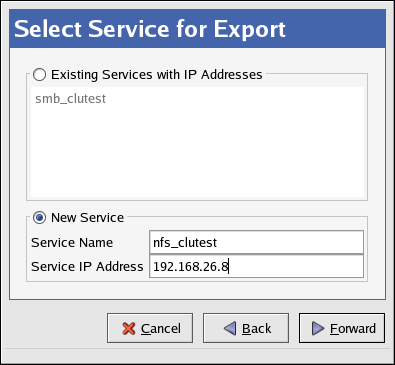 Select Service for Export
Existing Services with IP Addresses
smb_clutest
New Service
Service Name nfs_clutest
Service IP Address 192.168.26.8
Cancel Back Forward